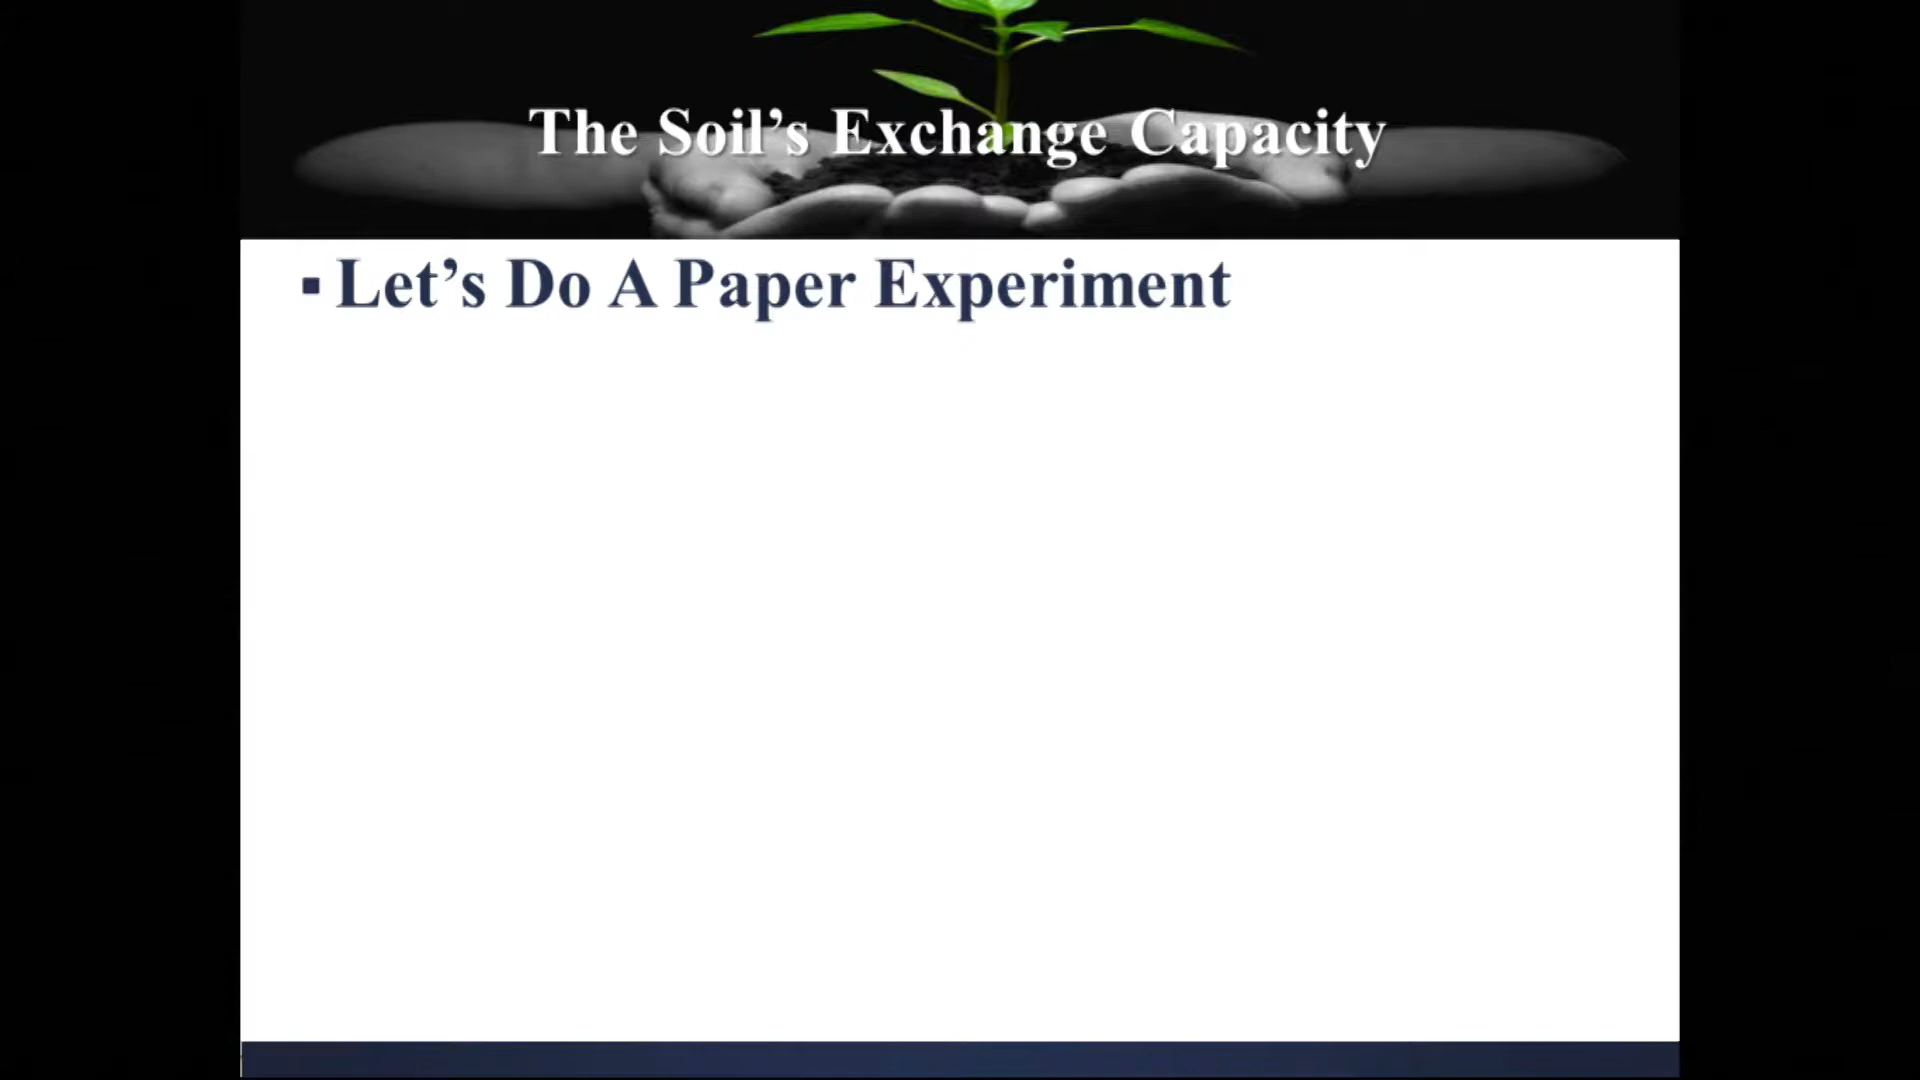 The Soil’s Exchange Capacity
▪ Let’s Do A Paper Experiment